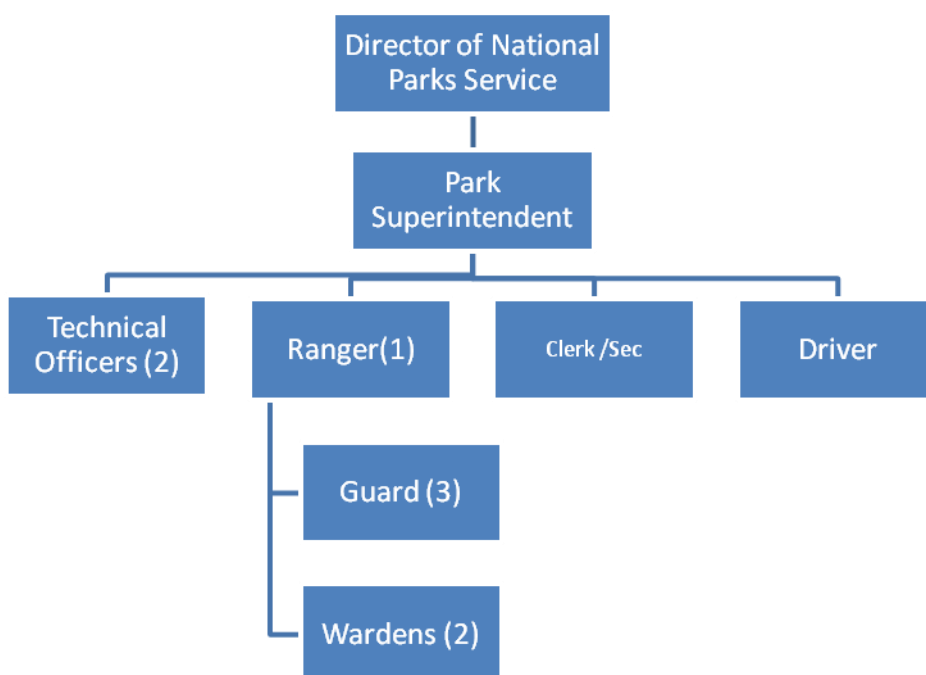 Director of National
Parks Service
Park
Superintendent
Technical
Officers (2)
Ranger(1)
Clerk /Sec
Driver
Guard (3)
Wardens (2)